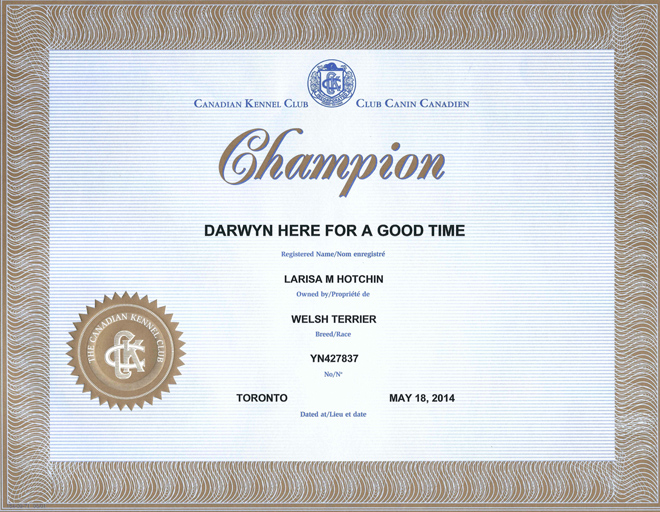 CANADIAN KENNEL CLUB CLUB CANIN CANADIEN
Champion
DARWYN HERE FOR A GOOD TIME
Registered Name/Nom enregistré
LARISA M HOTCHIN
Owned by/Propriété de
WELSH TERRIER
Breed/Race
YN427837
No/N°
TORONTO MAY 18, 2014
Dated at/Lieu et date
THE CANADIAN KENNEL CLUB
CKC